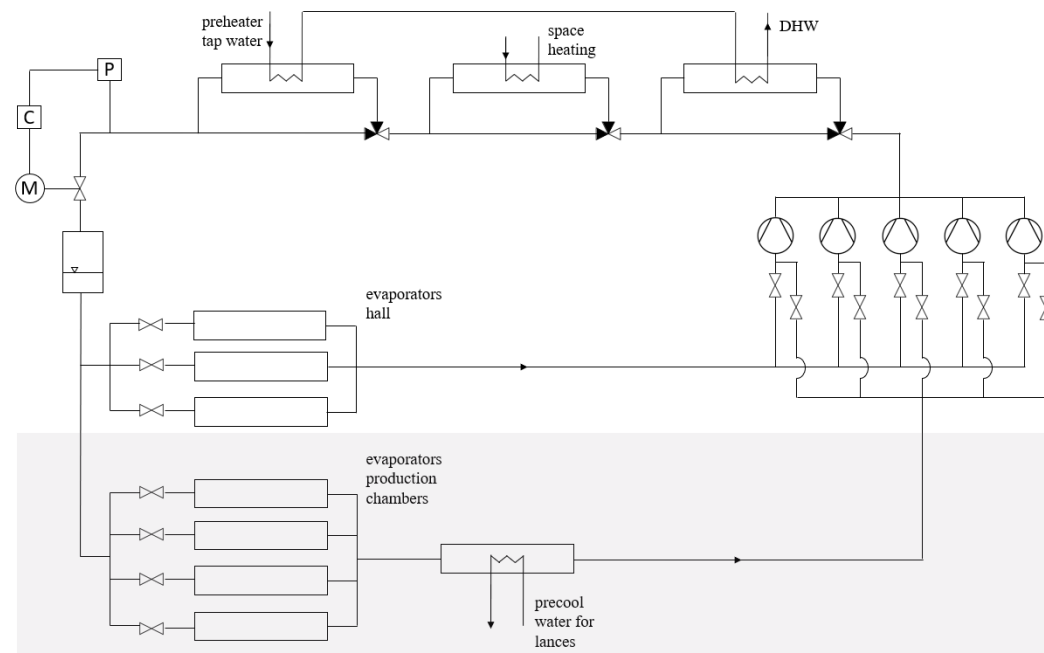 preheater
tap water
space
heating
DHW
P
C
M
evaporators
hall
evaporators
production
chambers
precool
water for
lances